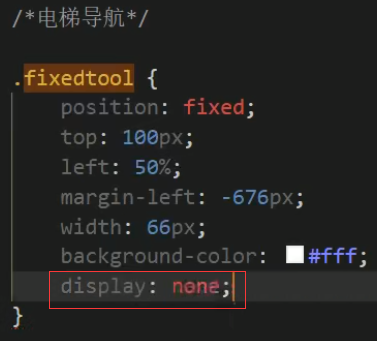 /*电梯导航*/
.fixedtool {
position: fixed;
top: 100px;
left: 50%;
margin-left: -676px;
width: 66px;
background-color: #fff;
display: none;
}